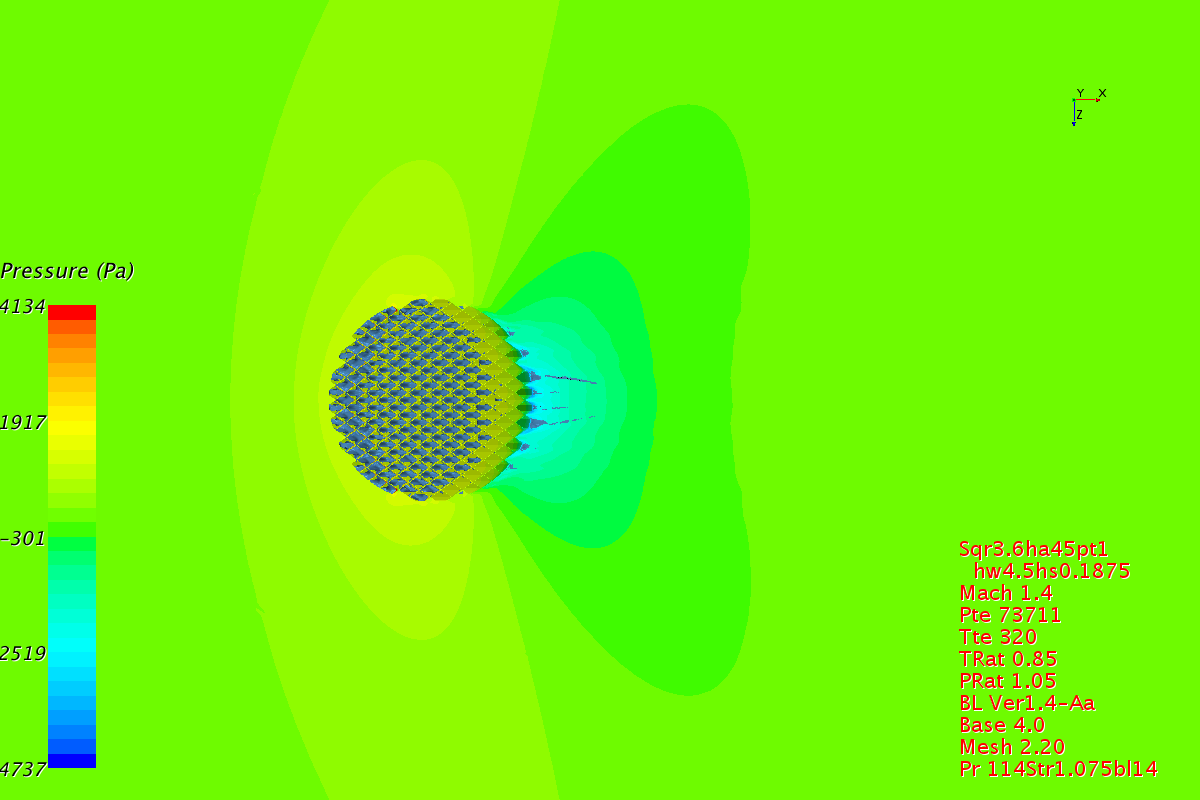 Y X
Z
Pressure (Pa)
4134
1917
-301
2519
4737
Sqr3.6ha45pt1
hw4.5hs0.1875
Mach 1.4
Pte 73711
Tte 320
TRat 0.85
PRat 1.05
BL Ver1.4-Aa
Base 4.0
Mesh 2.20
Pr 114Str1.075bl14